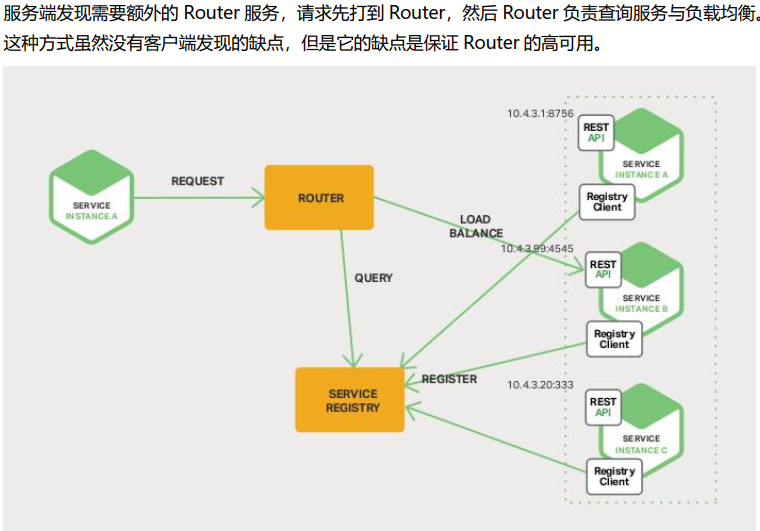 服务端发现需要额外的 Router 服务，请求先打到 Router，然后 Router 负责查询服务与负载均衡。
这种方式虽然没有客户端发现的缺点，但是它的缺点是保证 Router 的高可用。
10.4.3.1:8756
REST
API
SERVICE
INSTANCE A
Registry
Client
SERVICE
INSTANCE A
REQUEST
ROUTER
LOAD
BALANCE
10.4.3.99:4545
REST
API
SERVICE
INSTANCE B
Registry
Client
QUERY
SERVICE
REGISTRY
REGISTER
10.4.3.20:333
REST
API
SERVICE
INSTANCE C
Registry
Client